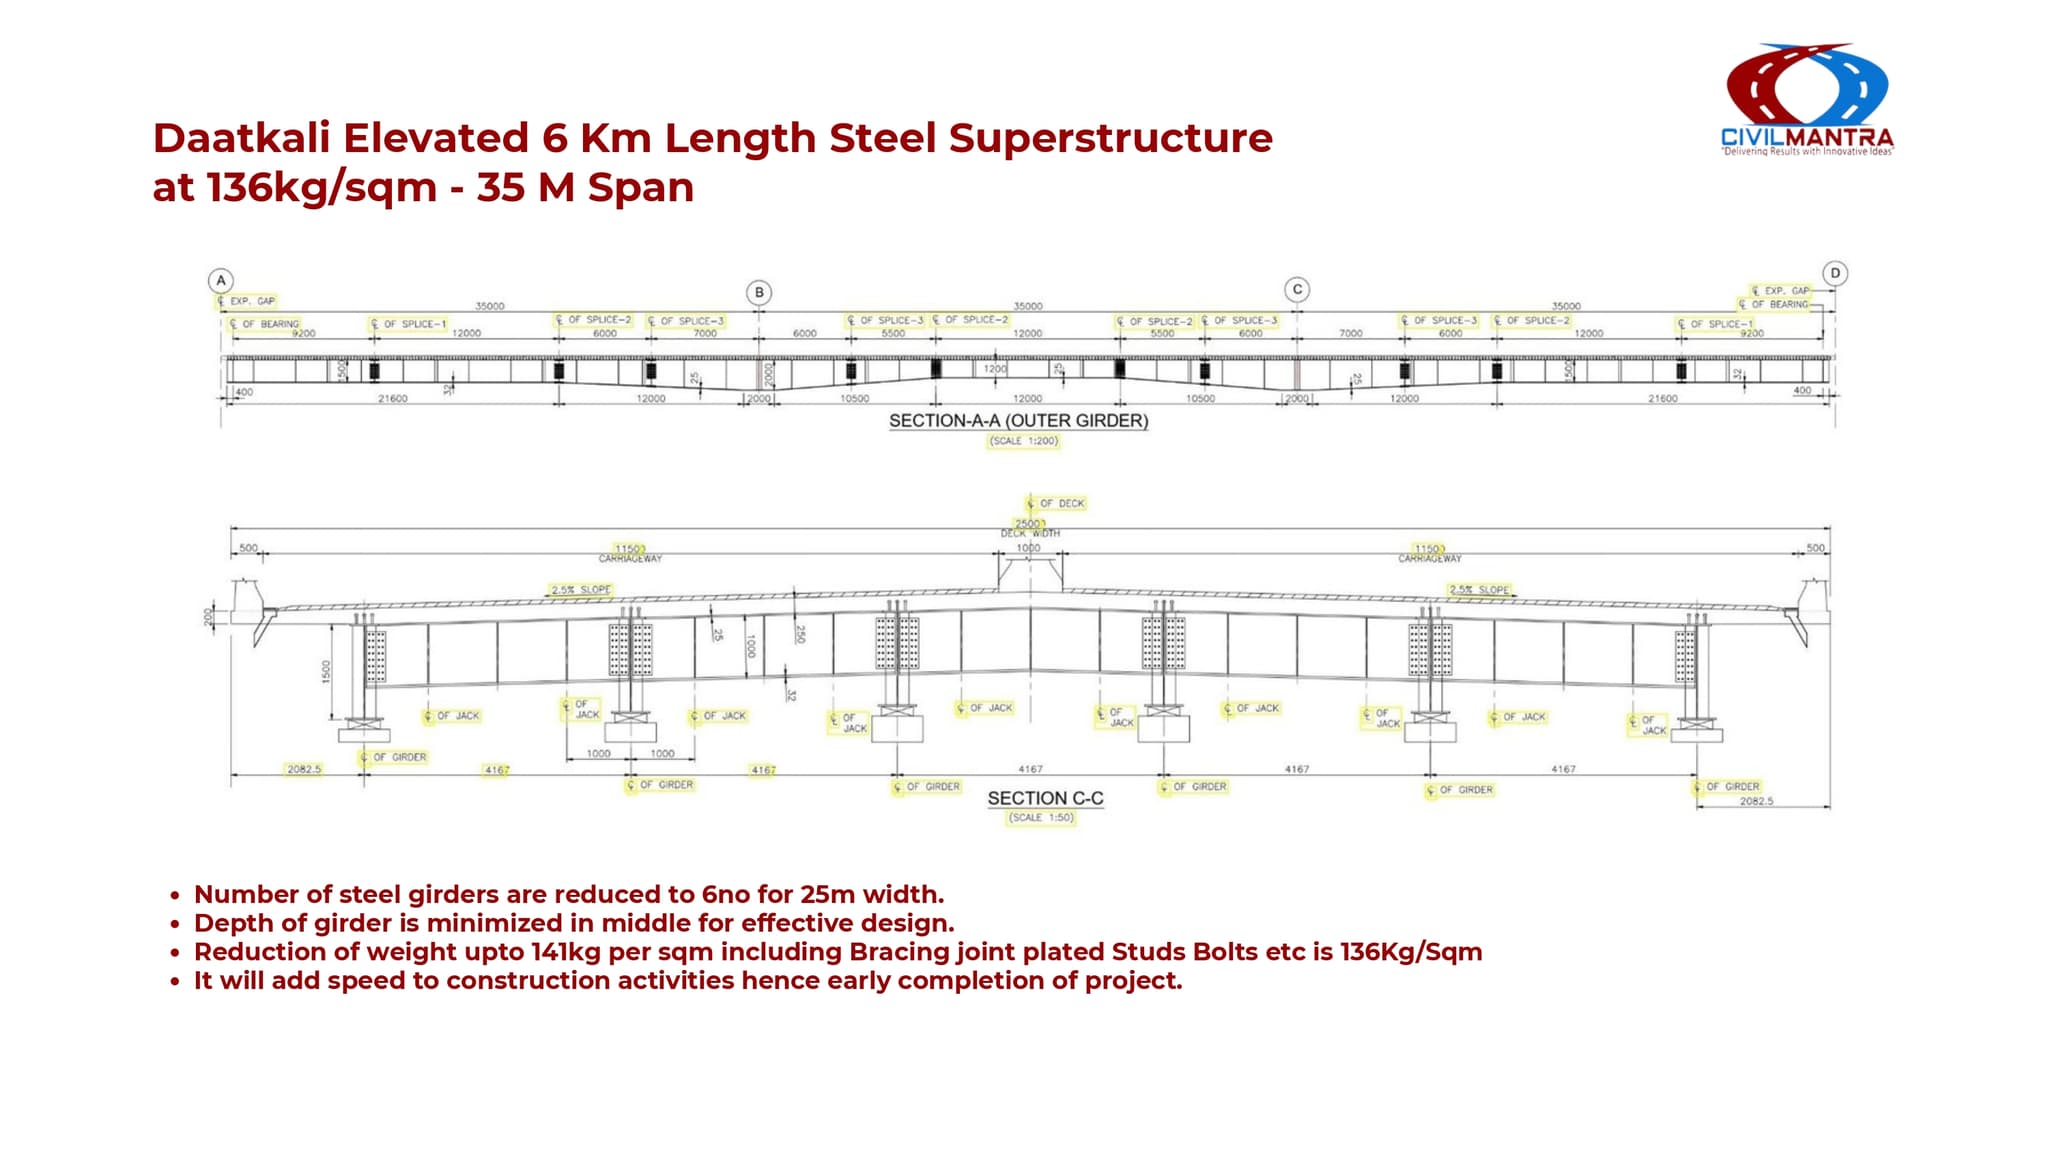 CIVILMANTRA
"Delivering Results with Innovative Ideas"
Daatkali Elevated 6 Km Length Steel Superstructure
at 136kg/sqm - 35 M Span
A B C D
℄ EXP. GAP ℄ EXP. GAP
35000 35000 35000 ℄ OF BEARING
℄ OF BEARING ℄ OF SPLICE-1 ℄ OF SPLICE-2 ℄ OF SPLICE-3 ℄ OF SPLICE-3 ℄ OF SPLICE-2 ℄ OF SPLICE-2 ℄ OF SPLICE-3 ℄ OF SPLICE-3 ℄ OF SPLICE-2 ℄ OF SPLICE-1
9200 12000 6000 7000 6000 5500 12000 5500 6000 7000 6000 12000 9200
1500 32 25 2000 1200 25 25 1500 32
400 21600 12000 2000 10500 12000 10500 2000 12000 21600 400
SECTION-A-A (OUTER GIRDER)
(SCALE 1:200)
℄ OF DECK
25000
DECK WIDTH
500 11500 1000 11500 500
CARRIAGEWAY CARRIAGEWAY
2.5% SLOPE 2.5% SLOPE
200 1500 25 1000 250 32
℄ OF JACK ℄ OF JACK ℄ OF JACK ℄ OF JACK ℄ OF JACK ℄ OF JACK ℄ OF JACK ℄ OF JACK ℄ OF JACK ℄ OF JACK
1000 1000
℄ OF GIRDER ℄ OF GIRDER ℄ OF GIRDER ℄ OF GIRDER ℄ OF GIRDER ℄ OF GIRDER
2082.5 4167 4167 4167 4167 4167 2082.5
SECTION C-C
(SCALE 1:50)
• Number of steel girders are reduced to 6no for 25m width.
• Depth of girder is minimized in middle for effective design.
• Reduction of weight upto 141kg per sqm including Bracing joint plated Studs Bolts etc is 136Kg/Sqm
• It will add speed to construction activities hence early completion of project.